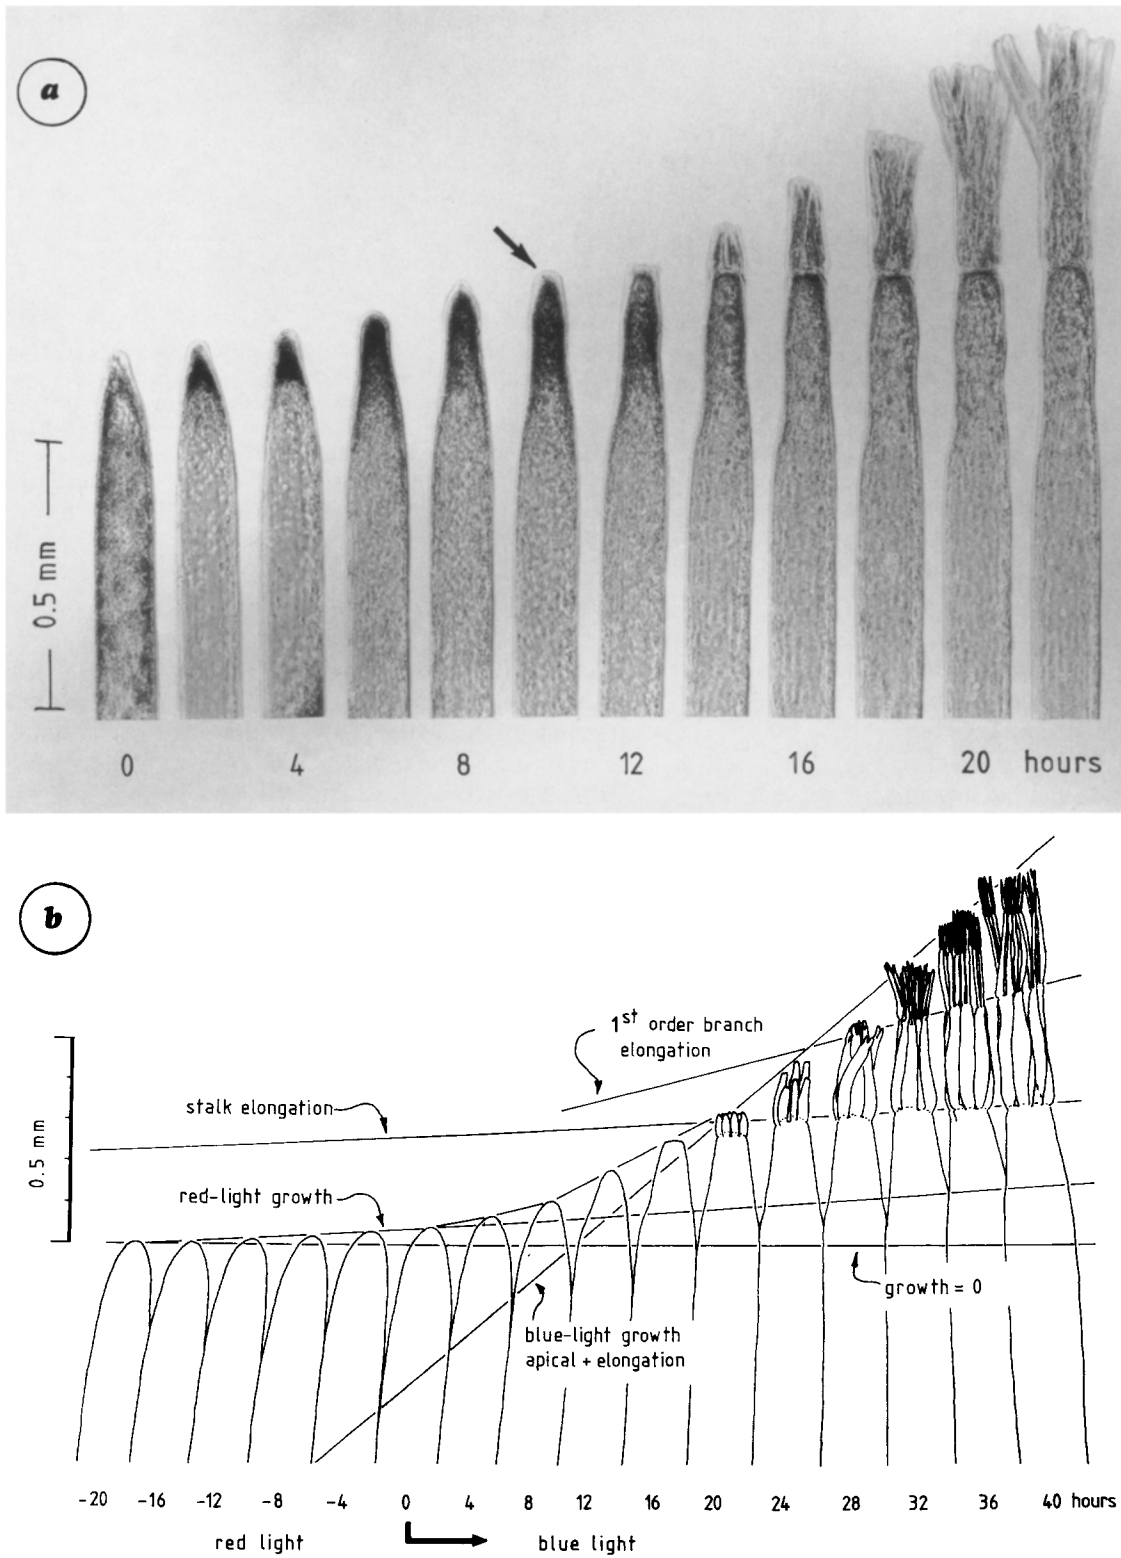 a
0.5 mm
0 4 8 12 16 20 hours
b
1st order branch
elongation
stalk elongation
0.5 mm
red-light growth
growth = 0
blue-light growth
apical + elongation
-20 -16 -12 -8 -4 0 4 8 12 16 20 24 28 32 36 40 hours
red light blue light